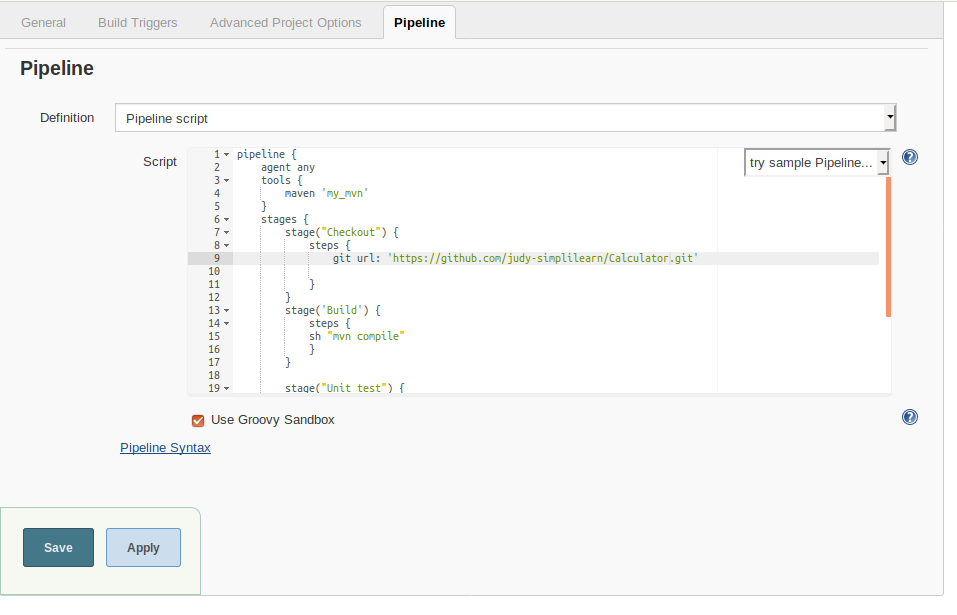 General Build Triggers Advanced Project Options Pipeline
Pipeline
Definition Pipeline script
Script try sample Pipeline...
1 pipeline {
2 agent any
3 tools {
4 maven 'my_mvn'
5 }
6 stages {
7 stage("Checkout") {
8 steps {
9 git url: 'https://github.com/judy-simplilearn/Calculator.git'
10
11 }
12 }
13 stage('Build') {
14 steps {
15 sh "mvn compile"
16 }
17 }
18
19 stage("Unit test") {
Use Groovy Sandbox
Pipeline Syntax
Save Apply